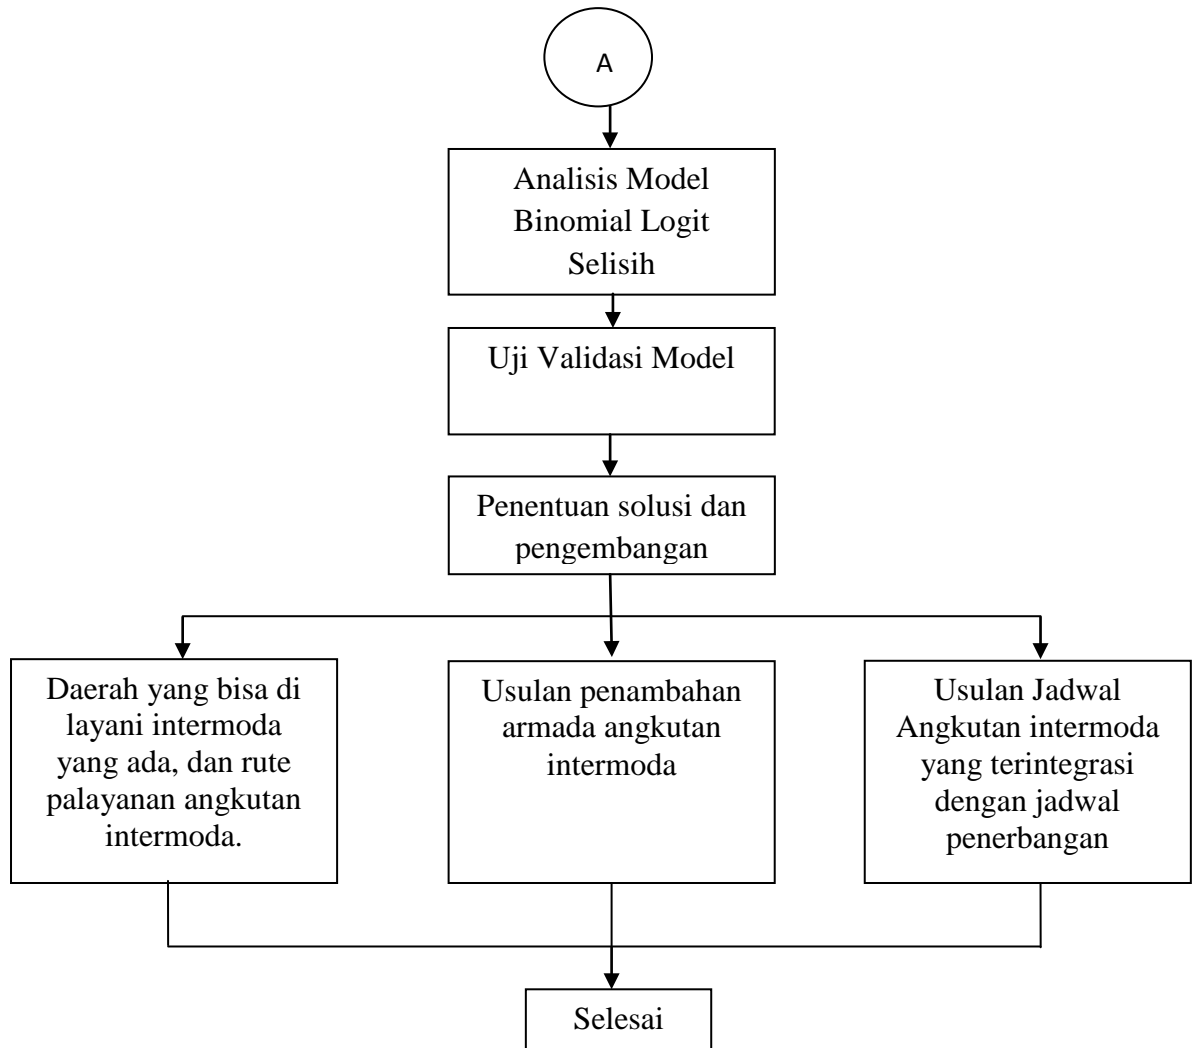 A
Analisis Model
Binomial Logit
Selisih
Uji Validasi Model
Penentuan solusi dan
pengembangan
Daerah yang bisa di
layani intermoda
yang ada, dan rute
palayanan angkutan
intermoda.
Usulan penambahan
armada angkutan
intermoda
Usulan Jadwal
Angkutan intermoda
yang terintegrasi
dengan jadwal
penerbangan
Selesai